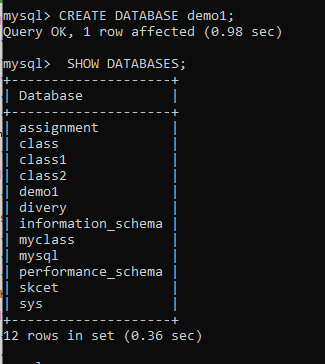 mysql> CREATE DATABASE demo1;
Query OK, 1 row affected (0.98 sec)
mysql>  SHOW DATABASES;
+--------------------+
| Database           |
+--------------------+
| assignment         |
| class              |
| class1             |
| class2             |
| demo1              |
| divery             |
| information_schema |
| myclass            |
| mysql              |
| performance_schema |
| skcet              |
| sys                |
+--------------------+
12 rows in set (0.36 sec)